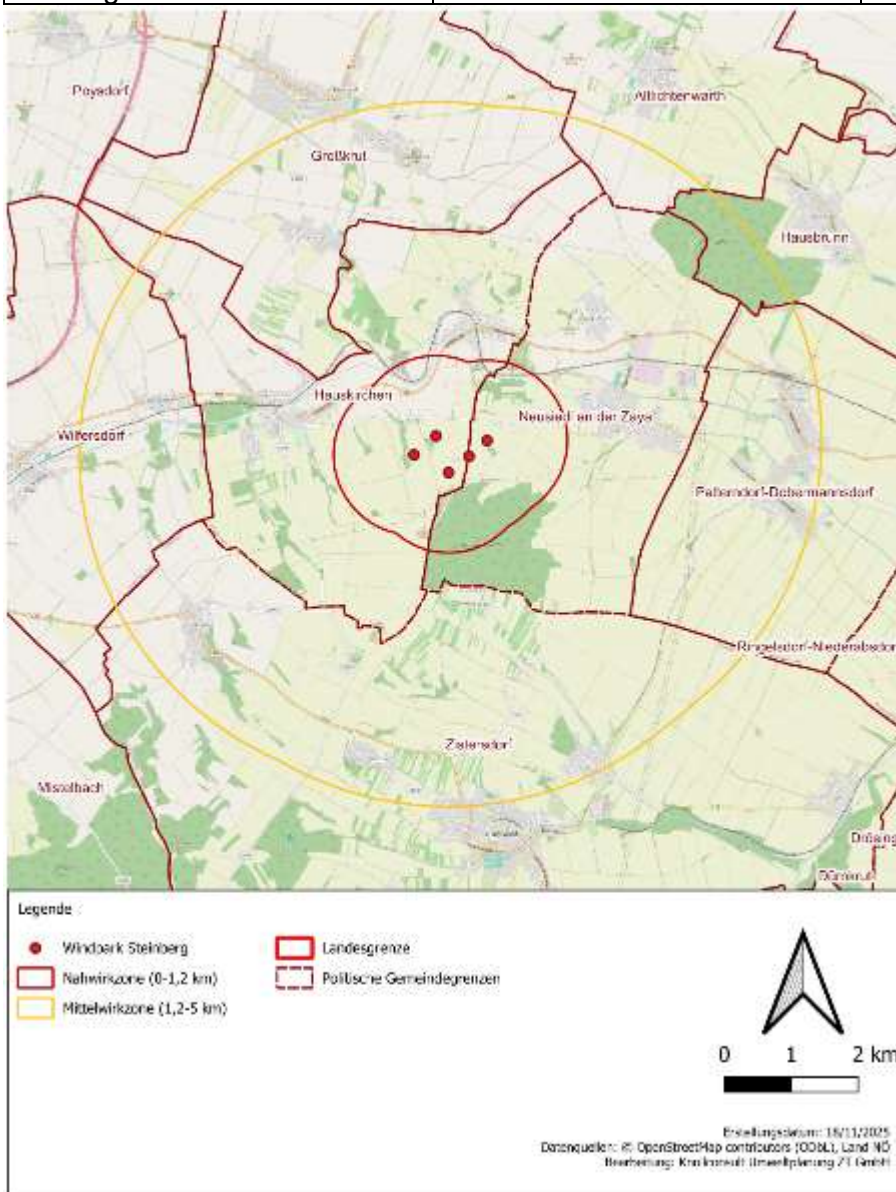 Poysdorf
Altlichtenwarth
Großkrut
Hausbrunn
Hauskirchen
Neusiedl an der Zaya
Wilfersdorf
Palterndorf-Dobermannsdorf
Ringelsdorf-Niederabsdorf
Zistersdorf
Mistelbach
Drösing
Dürnkrut
Legende
Windpark Steinberg
Nahwirkzone (0-1,2 km)
Mittelwirkzone (1,2-5 km)
Landesgrenze
Politische Gemeindegrenzen
0 1 2 km
Erstellungsdatum: 18/11/2025
Datenquellen: © OpenStreetMap contributors (ODbL), Land NÖ
Bearbeitung: Knollconsult Umweltplanung ZT GmbH